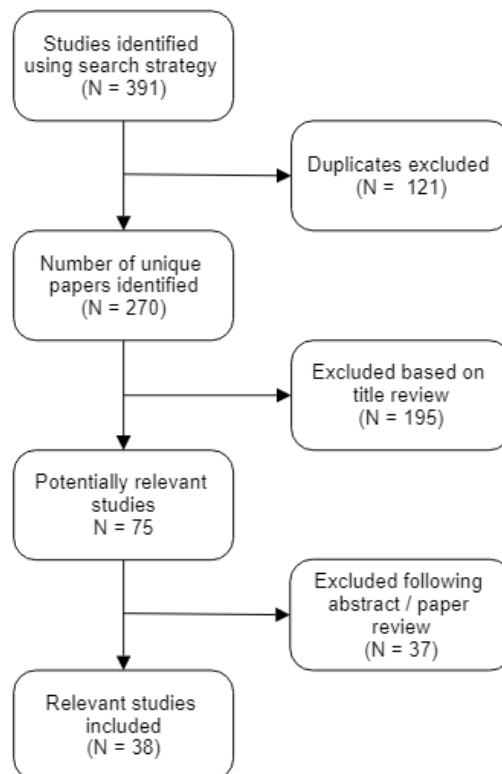 Studies identified
using search strategy
(N = 391)
Duplicates excluded
(N =  121)
Number of unique
papers identified
(N = 270)
Excluded based on
title review
(N = 195)
Potentially relevant
studies
N = 75
Excluded following
abstract / paper
review
(N = 37)
Relevant studies
included
(N = 38)